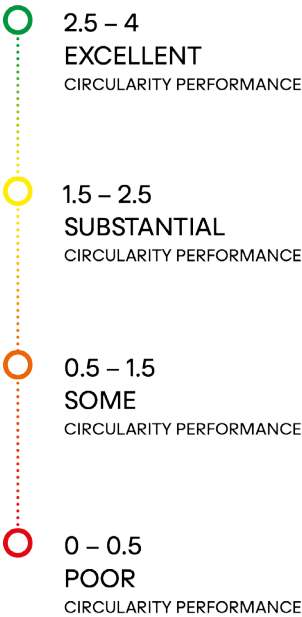 2.5 – 4
EXCELLENT
CIRCULARITY PERFORMANCE
1.5 – 2.5
SUBSTANTIAL
CIRCULARITY PERFORMANCE
0.5 – 1.5
SOME
CIRCULARITY PERFORMANCE
0 – 0.5
POOR
CIRCULARITY PERFORMANCE